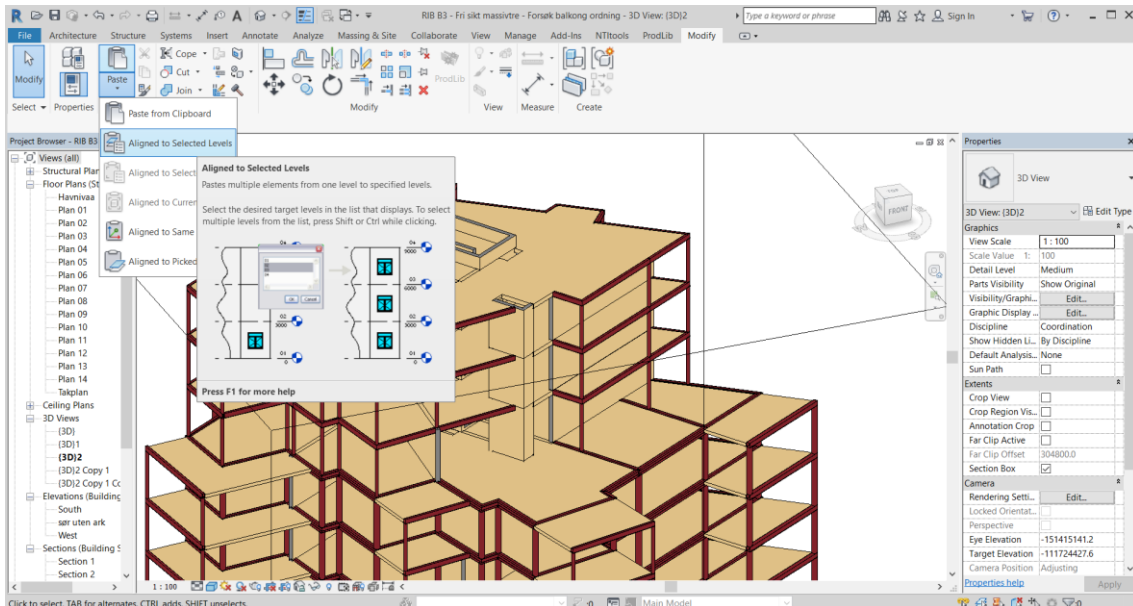 RIB B3 - Fri sikt massivtre - Forsøk balkong ordning - 3D View: {3D}2
Type a keyword or phrase
Sign In
File Architecture Structure Systems Insert Annotate Analyze Massing & Site Collaborate View Manage Add-Ins NTItools ProdLib Modify
Modify
Paste
Cope
Cut
Join
ProdLib
Select Properties Modify View Measure Create
Paste from Clipboard
Aligned to Selected Levels
Aligned to Select
Aligned to Curre
Aligned to Same
Aligned to Picked
Aligned to Selected Levels
Pastes multiple elements from one level to specified levels.
Select the desired target levels in the list that displays. To select
multiple levels from the list, press Shift or Ctrl while clicking.
Press F1 for more help
Project Browser - RIB B3
Views (all)
Structural Plan
Floor Plans (St
Havnivaa
Plan 01
Plan 02
Plan 03
Plan 04
Plan 05
Plan 06
Plan 07
Plan 08
Plan 09
Plan 10
Plan 11
Plan 12
Plan 13
Plan 14
Takplan
Ceiling Plans
3D Views
{3D}
{3D}1
{3D}2
{3D}2 Copy 1
{3D}2 Copy 1 Co
Elevations (Building
South
sør uten ark
West
Sections (Building S
Section 1
Section 2
FRONT
Properties
3D View
3D View: {3D}2 Edit Type
Graphics
View Scale 1 : 100
Scale Value 1: 100
Detail Level Medium
Parts Visibility Show Original
Visibility/Graphi... Edit...
Graphic Display ... Edit...
Discipline Coordination
Show Hidden Li... By Discipline
Default Analysis... None
Sun Path
Extents
Crop View
Crop Region Vis...
Annotation Crop
Far Clip Active
Far Clip Offset 304800.0
Section Box
Camera
Rendering Setti... Edit...
Locked Orientat...
Perspective
Eye Elevation -151415141.2
Target Elevation -111724427.6
Camera Position Adjusting
Properties help Apply
1 : 100
Click to select, TAB for alternates, CTRL adds, SHIFT unselects.
:0 Main Model :0